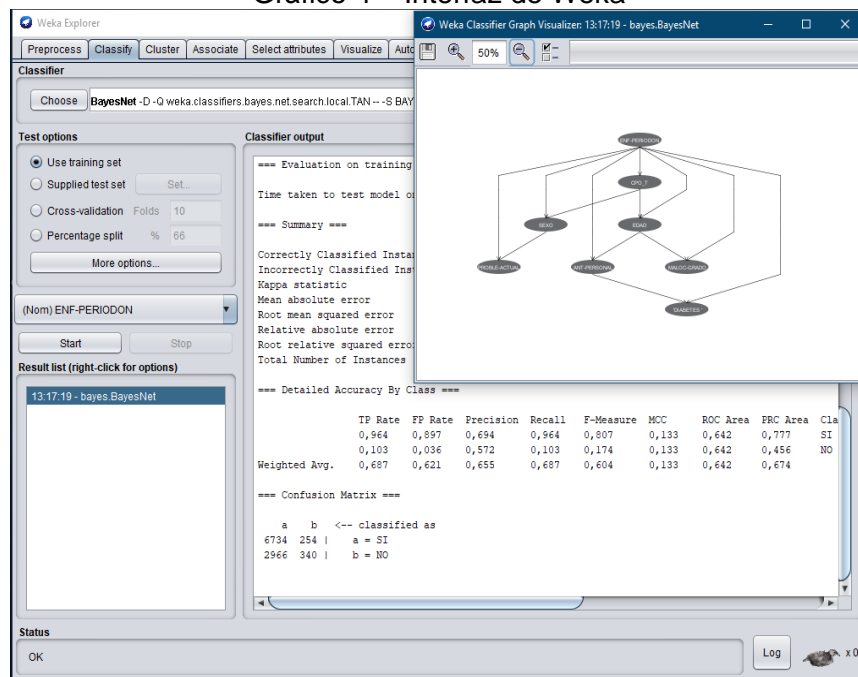 Gráfico 4 - Interfaz de Weka
Weka Explorer
Preprocess Classify Cluster Associate Select attributes Visualize
Classifier
Choose BayesNet -D -Q weka.classifiers.bayes.net.search.local.TAN -- -S BAY
Test options
Use training set
Supplied test set Set...
Cross-validation Folds 10
Percentage split % 66
More options...
(Nom) ENF-PERIODON
Start Stop
Result list (right-click for options)
13:17:19 - bayes.BayesNet
Classifier output
=== Evaluation on training
Time taken to test model o
=== Summary ===
Correctly Classified Insta
Incorrectly Classified Ins
Kappa statistic
Mean absolute error
Root mean squared error
Relative absolute error
Root relative squared erro
Total Number of Instances
=== Detailed Accuracy By Class ===
TP Rate FP Rate Precision Recall F-Measure MCC ROC Area PRC Area Cla
0,964 0,897 0,694 0,964 0,807 0,133 0,642 0,777 SI
0,103 0,036 0,572 0,103 0,174 0,133 0,642 0,456 NO
Weighted Avg. 0,687 0,621 0,655 0,687 0,604 0,133 0,642 0,674
=== Confusion Matrix ===
a b <-- classified as
6734 254 | a = SI
2966 340 | b = NO
Status
OK
Log
x 0
Weka Classifier Graph Visualizer: 13:17:19 - bayes.BayesNet
50%
ENF-PERIODON
CPO_T
SEXO EDAD
PROBLE-ACTUAL ANT-PERSONAL MALOC-GRADO
DIABETES